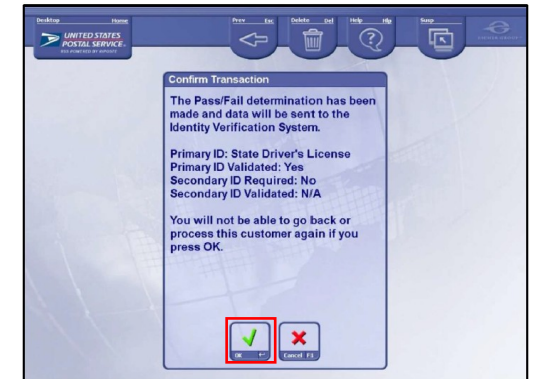 Desktop Home
Prev Esc Delete Del Help Hlp Susp
UNITED STATES
POSTAL SERVICE
Confirm Transaction
The Pass/Fail determination has been
made and data will be sent to the
Identity Verification System.
Primary ID: State Driver's License
Primary ID Validated: Yes
Secondary ID Required: No
Secondary ID Validated: N/A
You will not be able to go back or
process this customer again if you
press OK.
OK Cancel F1